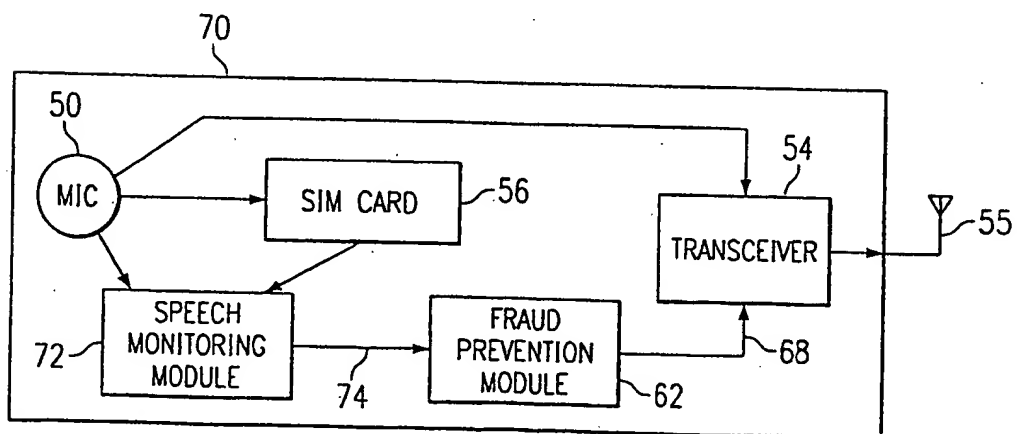 70
50
MIC
SIM CARD
56
54
TRANSCEIVER
55
72
SPEECH
MONITORING
MODULE
74
FRAUD
PREVENTION
MODULE
62
68